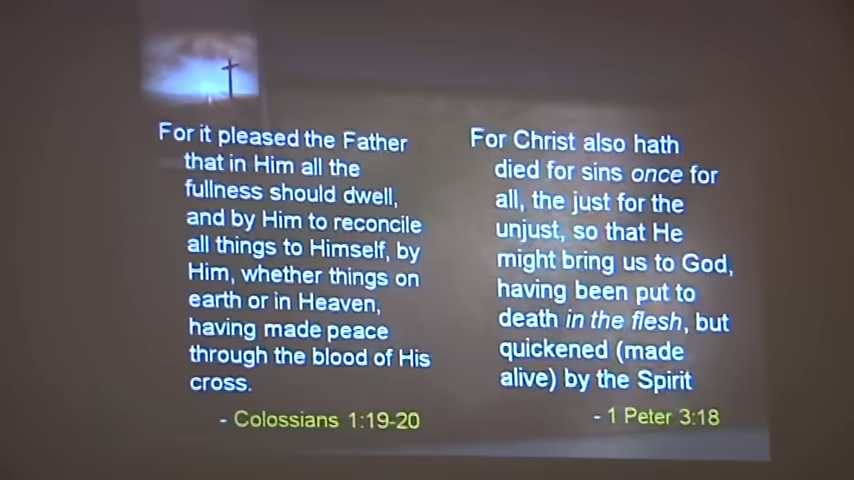 For it pleased the Father
that in Him all the
fullness should dwell,
and by Him to reconcile
all things to Himself, by
Him, whether things on
earth or in Heaven,
having made peace
through the blood of His
cross.
- Colossians 1:19-20
For Christ also hath
died for sins once for
all, the just for the
unjust, so that He
might bring us to God,
having been put to
death in the flesh, but
quickened (made
alive) by the Spirit
- 1 Peter 3:18